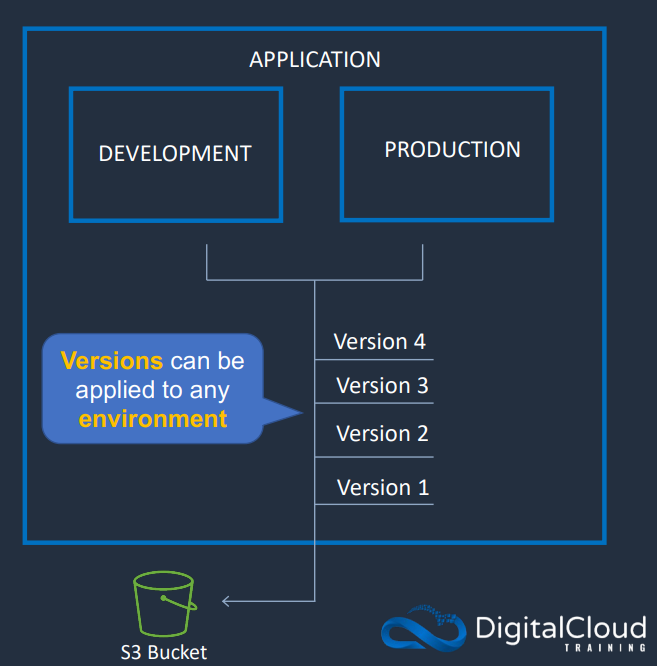 APPLICATION
DEVELOPMENT
PRODUCTION
Version 4
Versions can be
applied to any
environment
Version 3
Version 2
Version 1
S3 Bucket
DigitalCloud
TRAINING